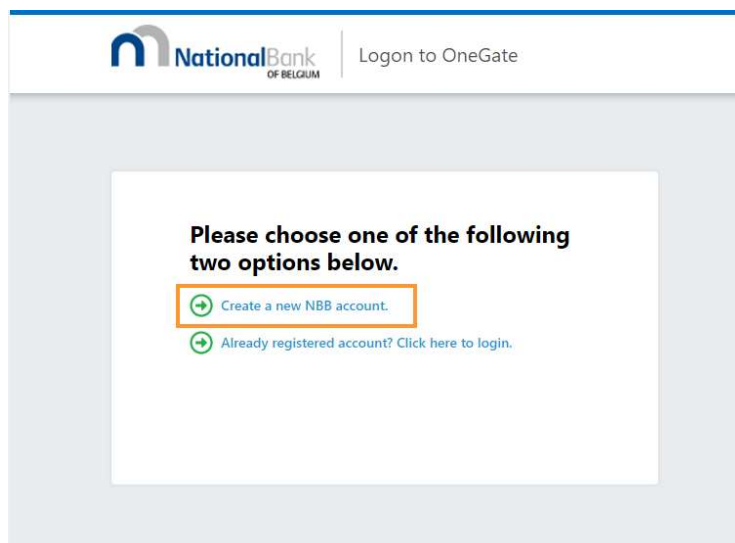 NationalBank
OF BELGIUM
Logon to OneGate
Please choose one of the following
two options below.
Create a new NBB account.
Already registered account? Click here to login.